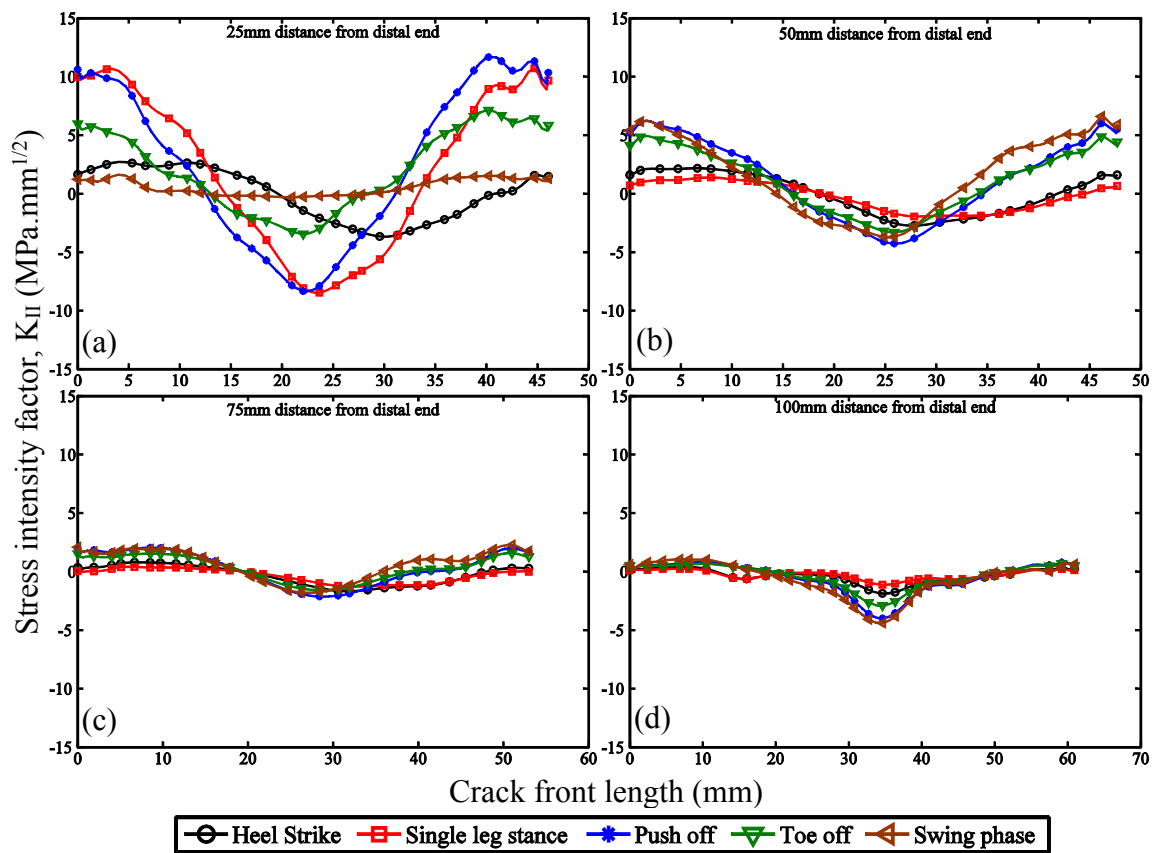 Stress intensity factor, K_II (MPa.mm^1/2)
25mm distance from distal end
15
10
5
0
-5
-10
-15
(a)
0 5 10 15 20 25 30 35 40 45 50
50mm distance from distal end
15
10
5
0
-5
-10
-15
(b)
0 5 10 15 20 25 30 35 40 45 50
75mm distance from distal end
15
10
5
0
-5
-10
-15
(c)
0 10 20 30 40 50 60
100mm distance from distal end
15
10
5
0
-5
-10
-15
(d)
0 10 20 30 40 50 60 70
Crack front length (mm)
Heel Strike Single leg stance Push off Toe off Swing phase